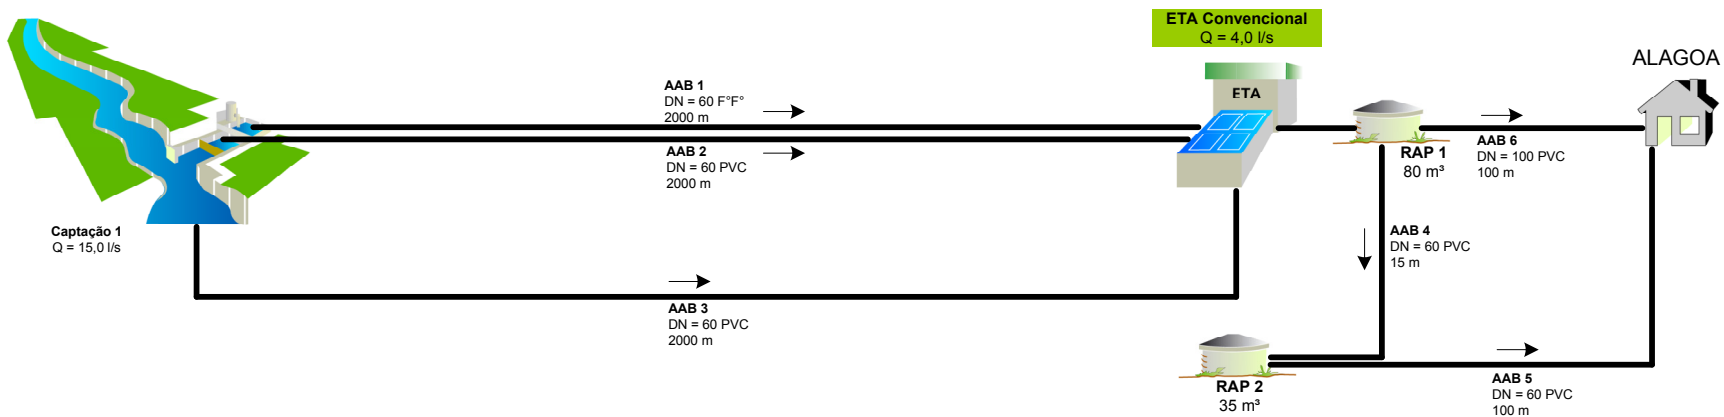 ETA Convencional
Q = 4,0 l/s
ALAGOA
AAB 1
DN = 60 F°F°
2000 m
ETA
AAB 2
DN = 60 PVC
2000 m
RAP 1
80 m³
AAB 6
DN = 100 PVC
100 m
Captação 1
Q = 15,0 l/s
AAB 4
DN = 60 PVC
15 m
AAB 3
DN = 60 PVC
2000 m
RAP 2
35 m³
AAB 5
DN = 60 PVC
100 m